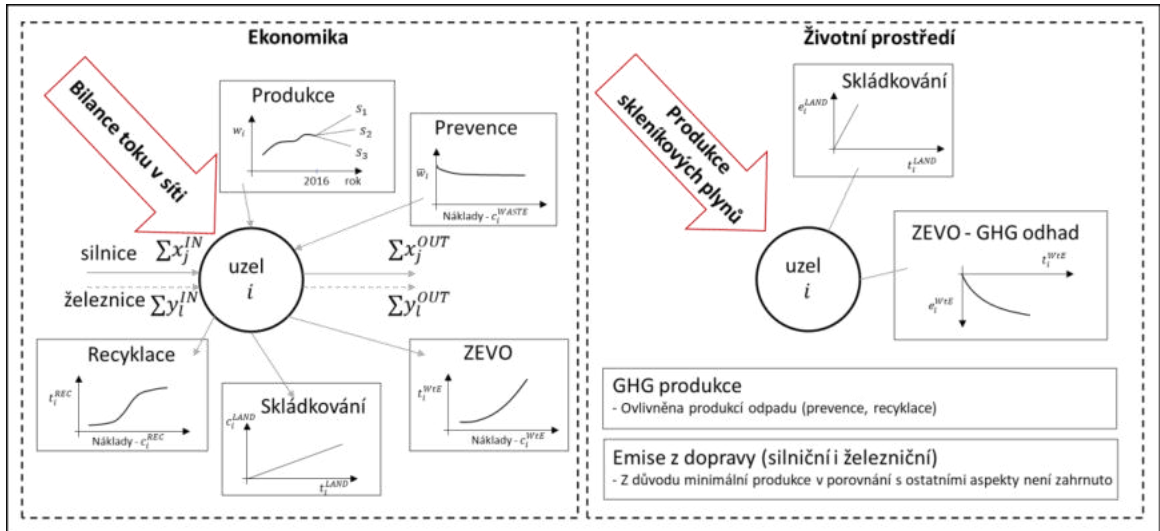 Ekonomika
Bilance toku v síti
Produkce
w_i
S_1
S_2
S_3
2016
rok
Prevence
w̄_i
Náklady - c_i^{WASTE}
silnice
∑x_j^{IN}
∑x_j^{OUT}
uzel
i
železnice
∑y_l^{IN}
∑y_l^{OUT}
Recyklace
t_i^{REC}
Náklady - c_i^{REC}
Skládkování
c_i^{LAND}
t_i^{LAND}
ZEVO
t_i^{WtE}
Náklady - c_i^{WtE}
Životní prostředí
Produkce
skleníkových plynů
Skládkování
e_i^{LAND}
t_i^{LAND}
uzel
i
ZEVO - GHG odhad
t_i^{WtE}
e_i^{WtE}
GHG produkce
- Ovlivněna produkcí odpadu (prevence, recyklace)
Emise z dopravy (silniční i železniční)
- Z důvodu minimální produkce v porovnání s ostatními aspekty není zahrnuto